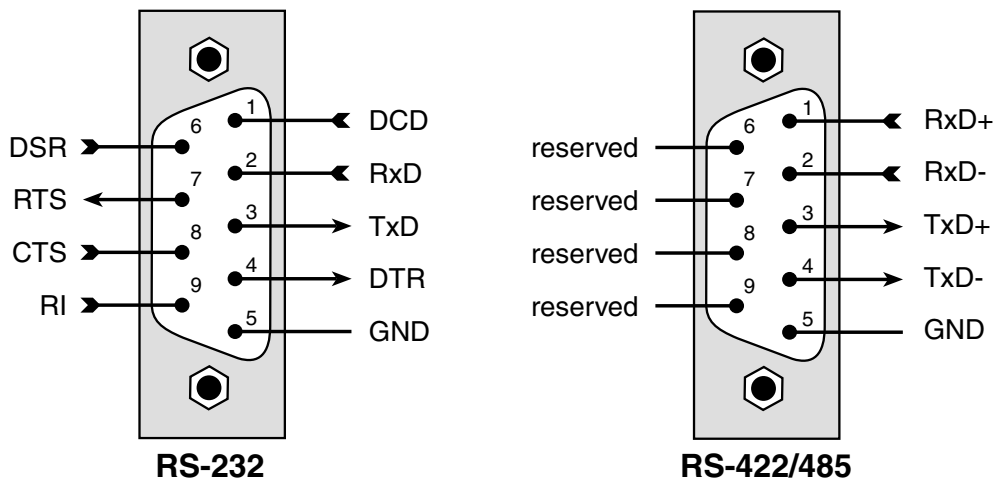 1 DCD
6
DSR
2 RxD
7
RTS
3 TxD
8
CTS
4 DTR
9
RI
5 GND
RS-232
1 RxD+
6
reserved
2 RxD-
7
reserved
3 TxD+
8
reserved
4 TxD-
9
reserved
5 GND
RS-422/485